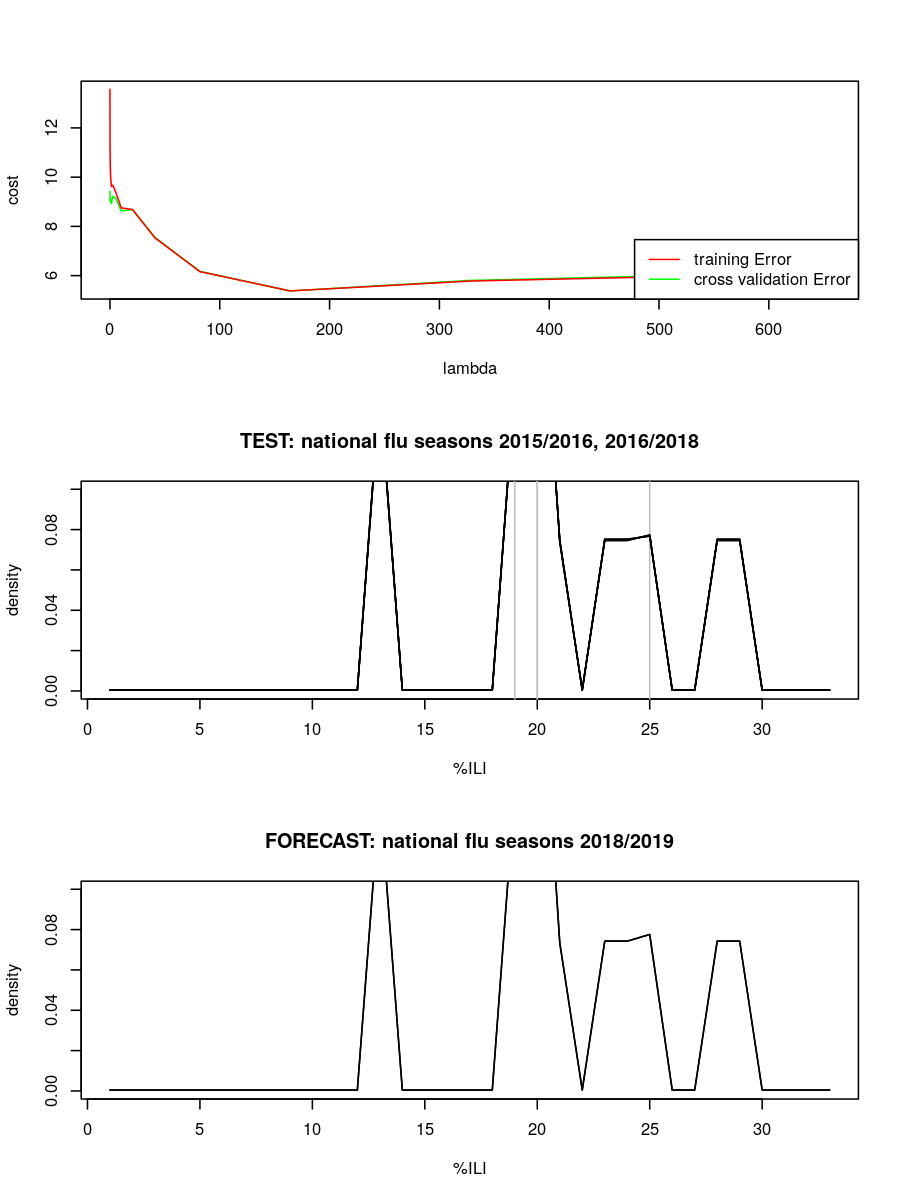 12
10
8
6
cost
training Error
cross validation Error
0 100 200 300 400 500 600
lambda
TEST: national flu seasons 2015/2016, 2016/2018
0.08
0.04
0.00
density
0 5 10 15 20 25 30
%ILI
FORECAST: national flu seasons 2018/2019
0.08
0.04
0.00
density
0 5 10 15 20 25 30
%ILI